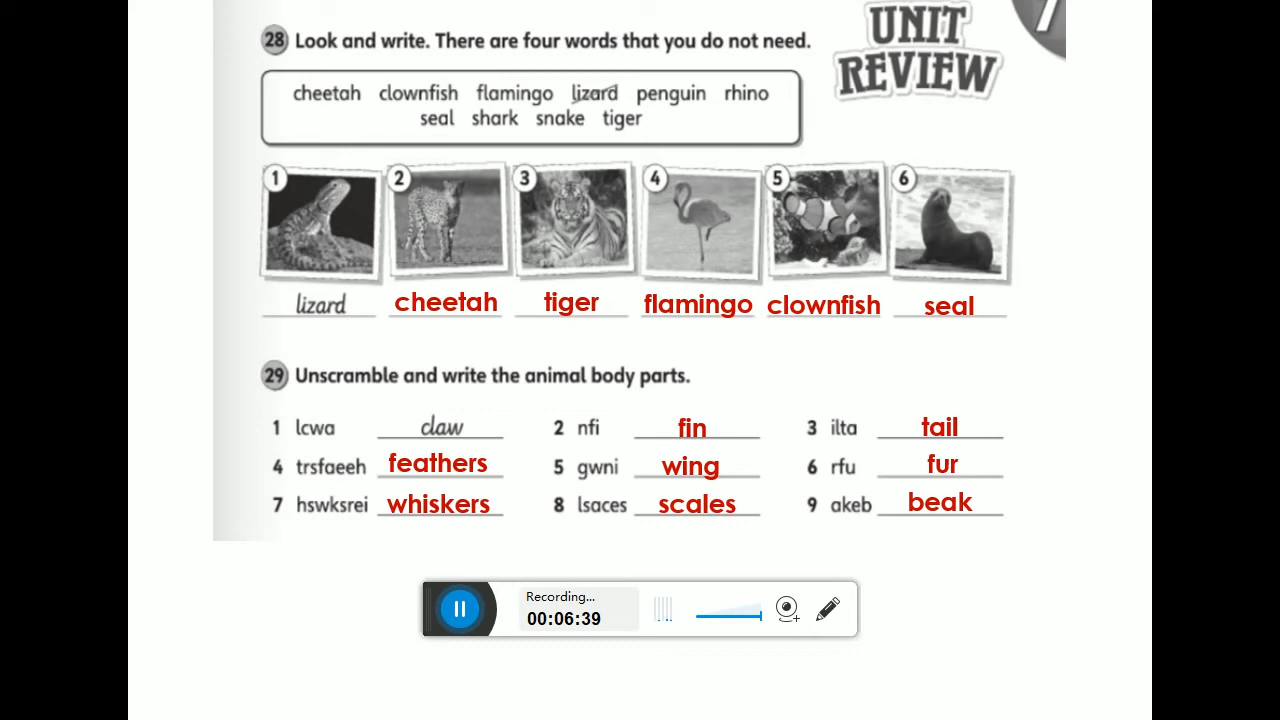 7
UNIT
REVIEW
28 Look and write. There are four words that you do not need.
cheetah clownfish flamingo lizard penguin rhino
seal shark snake tiger
1 2 3 4 5 6
lizard cheetah tiger flamingo clownfish seal
29 Unscramble and write the animal body parts.
1 lcwa claw 2 nfi fin 3 ilta tail
4 trsfaeeh feathers 5 gwni wing 6 rfu fur
7 hswksrei whiskers 8 lsaces scales 9 akeb beak
Recording...
00:06:39